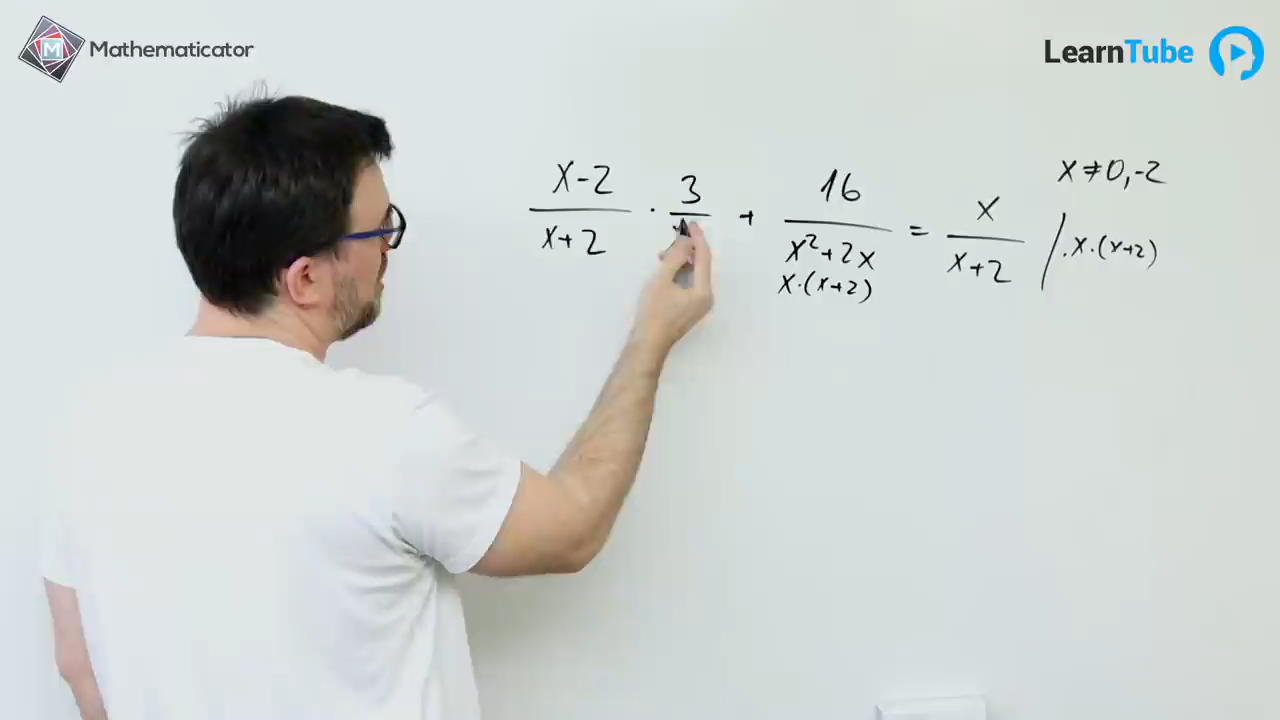 Mathematicator
LearnTube
x ≠ 0, -2
x-2 3 16 x
· + = / ·x·(x+2)
x+2 x²+2x x+2
x·(x+2)